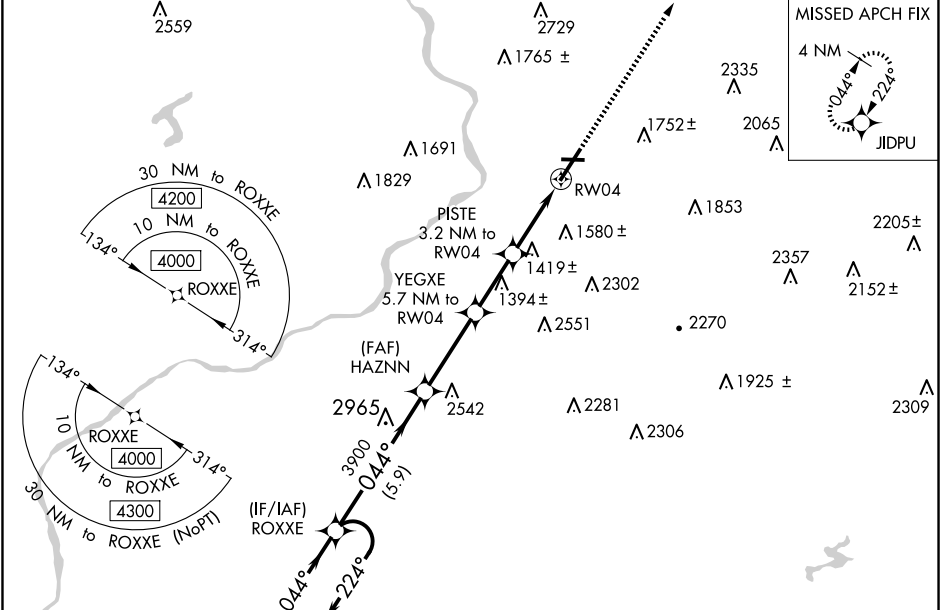 2559
2729
MISSED APCH FIX
1765 ±
4 NM
044°
224°
JIDPU
2335
1752±
2065
1691
1829
30 NM to ROXXE
4200
10 NM to ROXXE
4000
134°
ROXXE
314°
RW04
PISTE
3.2 NM to
RW04
1853
1580 ±
2205±
1419±
2357
2152±
YEGXE
5.7 NM to
RW04
1394±
2302
2551
2270
(FAF)
HAZNN
134°
ROXXE
314°
10 NM to ROXXE
4000
30 NM to ROXXE (NoPT)
4300
2965
2542
2281
1925 ±
2309
2306
3900
044°
(5.9)
(IF/IAF)
ROXXE
044°
224°